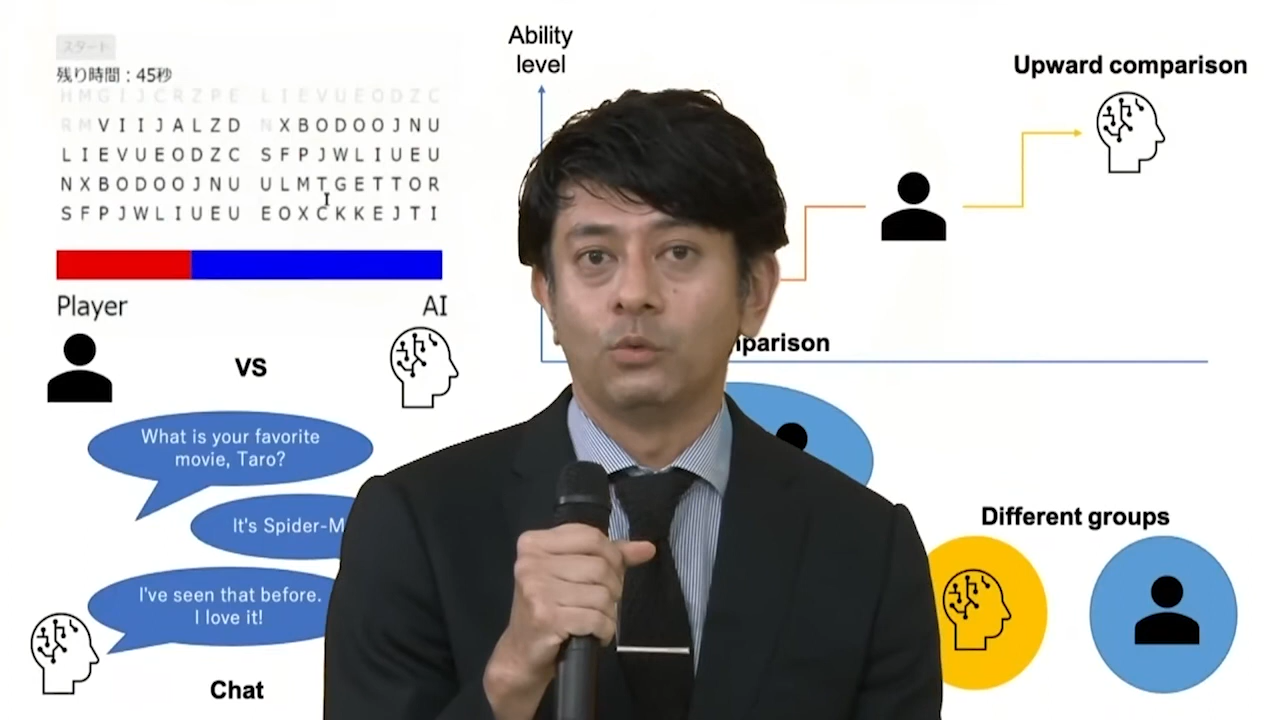 スタート
残り時間：45秒
HMGIJCRZPE LIEVUEODZC
RMVIIJALZD NXBODOOJNU
LIEVUEODZC SFPJWLIUEU
NXBODOOJNU ULMTGETTOR
SFPJWLIUEU EOXCKKEJTI
Player AI
VS
What is your favorite
movie, Taro?
It's Spider-M
I've seen that before.
I love it!
Chat
Ability
level
Upward comparison
mparison
Different groups